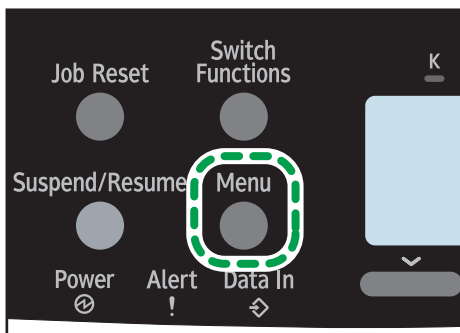 Switch
Job Reset Functions
K
Suspend/Resume Menu
Power Alert Data In
!